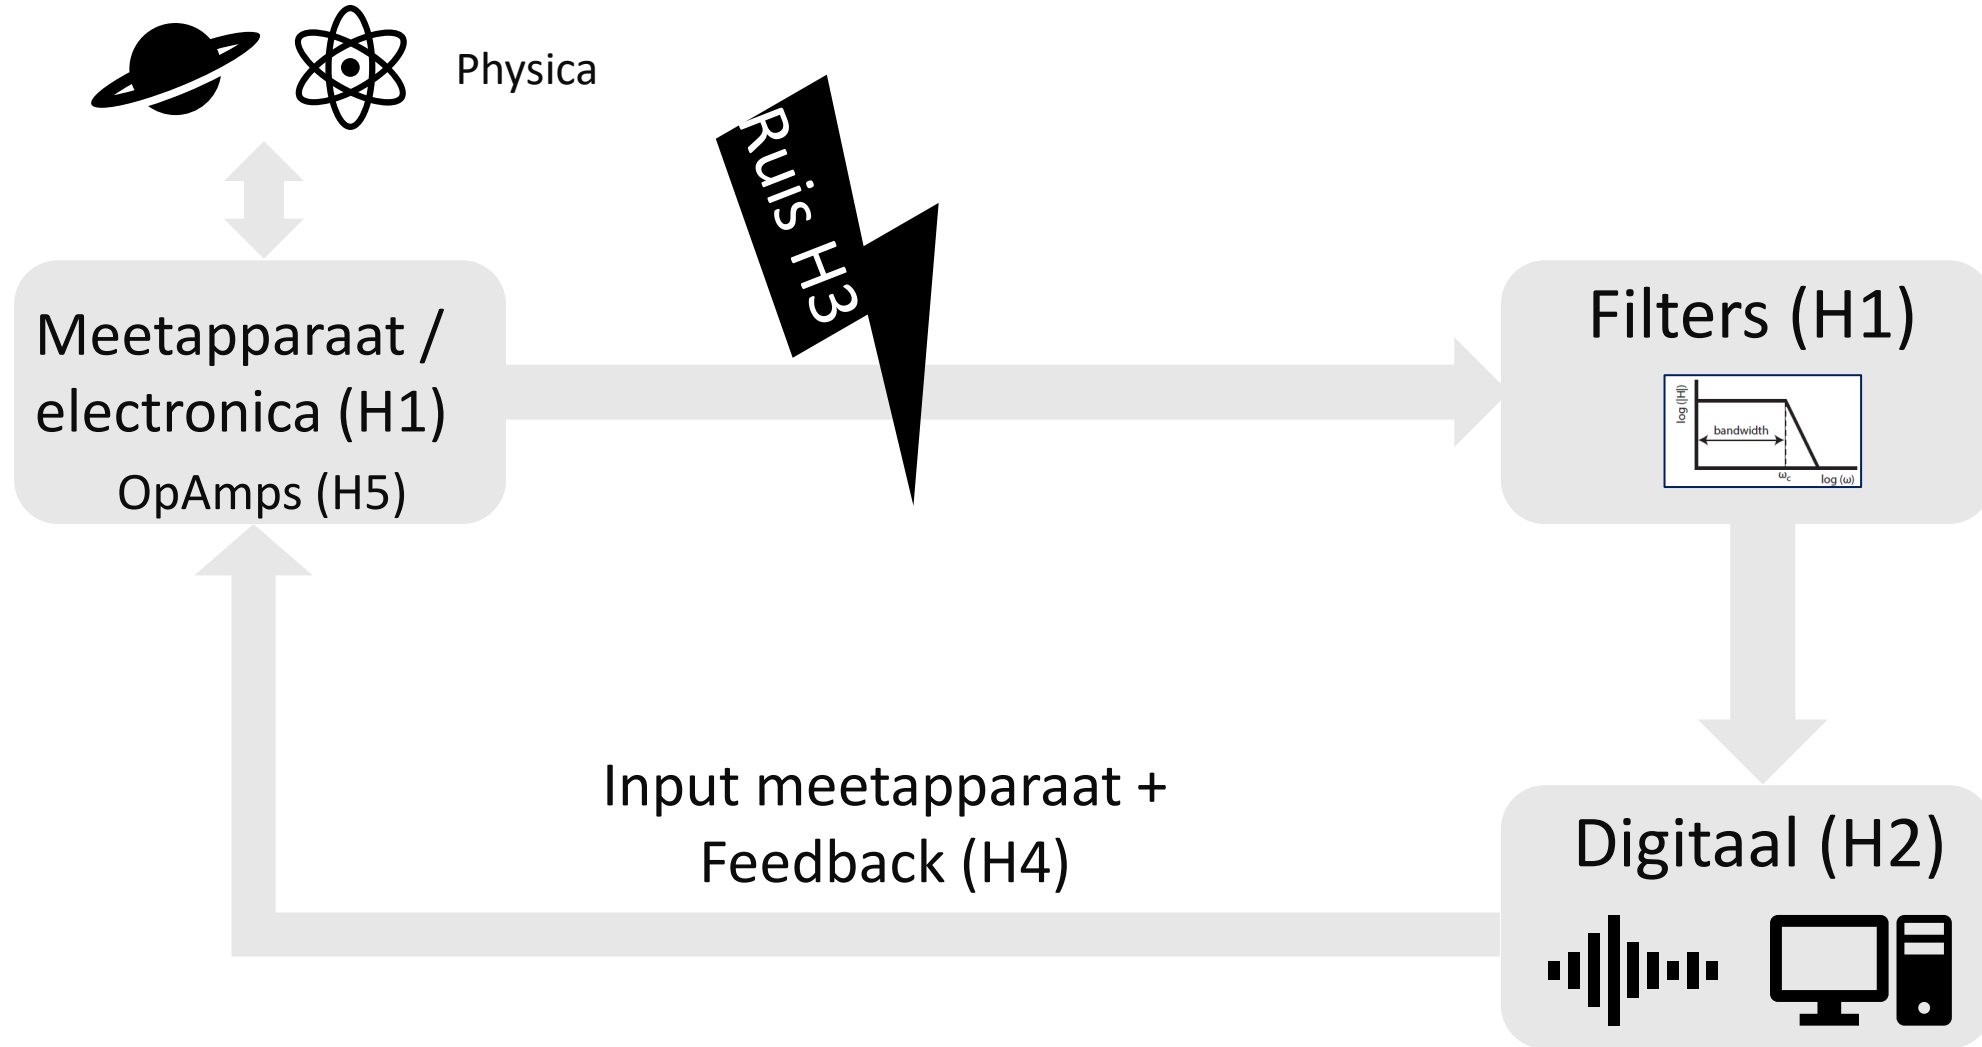 Physica
Ruis H3
Meetapparaat /
electronica (H1)
OpAmps (H5)
Filters (H1)
log (|H|)
bandwidth
ωc
log (ω)
Input meetapparaat +
Feedback (H4)
Digitaal (H2)